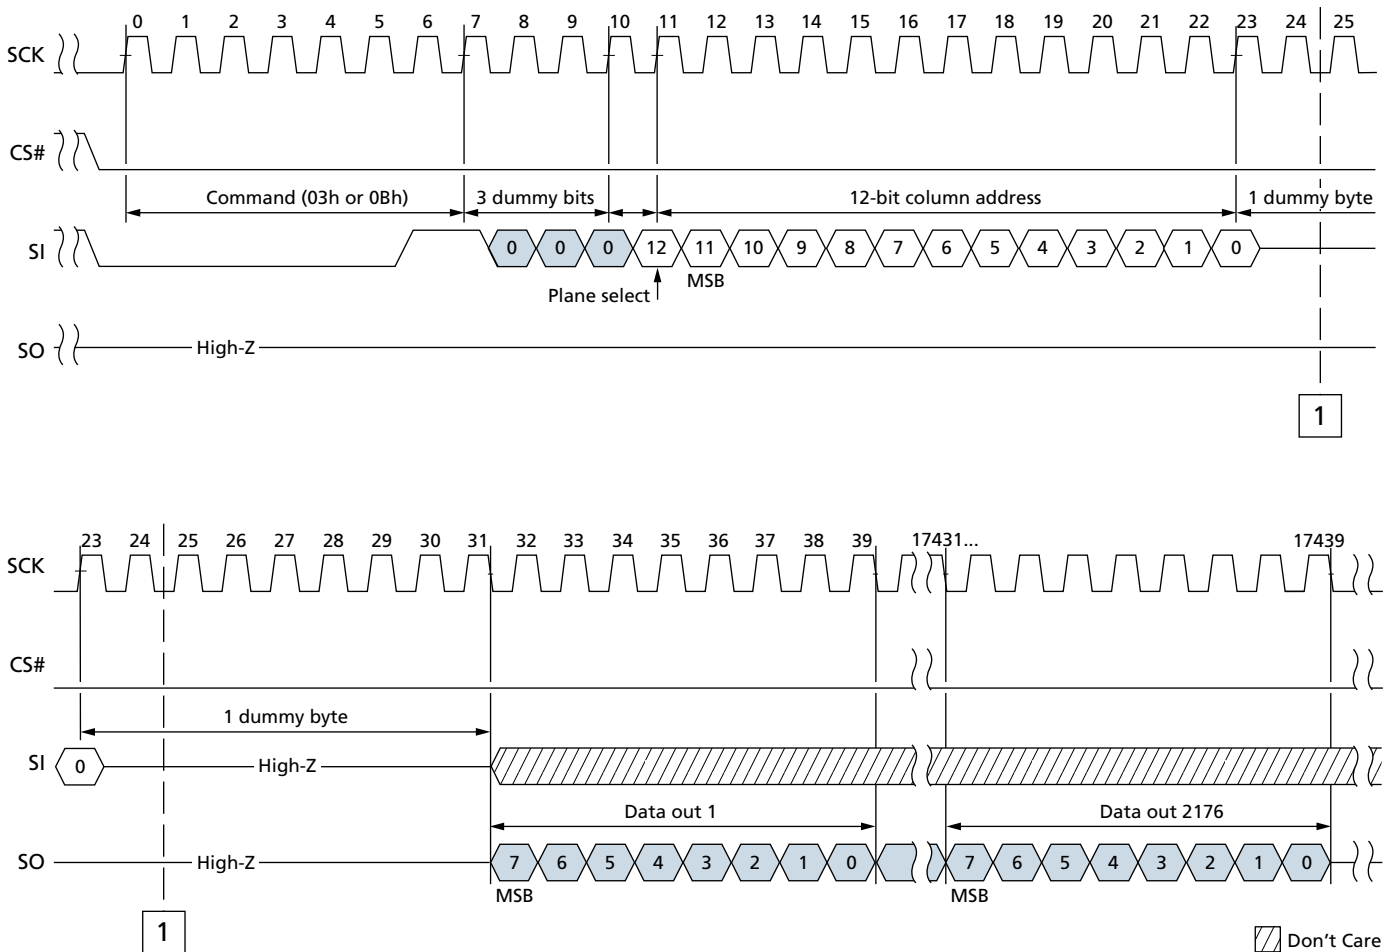 0 1 2 3 4 5 6 7 8 9 10 11 12 13 14 15 16 17 18 19 20 21 22 23 24 25
SCK
CS#
Command (03h or 0Bh) 3 dummy bits 12-bit column address 1 dummy byte
SI 0 0 0 12 11 10 9 8 7 6 5 4 3 2 1 0
Plane select MSB
SO High-Z
1
23 24 25 26 27 28 29 30 31 32 33 34 35 36 37 38 39 17431... 17439
SCK
CS#
1 dummy byte
SI 0 High-Z
Data out 1 Data out 2176
SO High-Z 7 6 5 4 3 2 1 0 7 6 5 4 3 2 1 0
MSB MSB
1
Don't Care